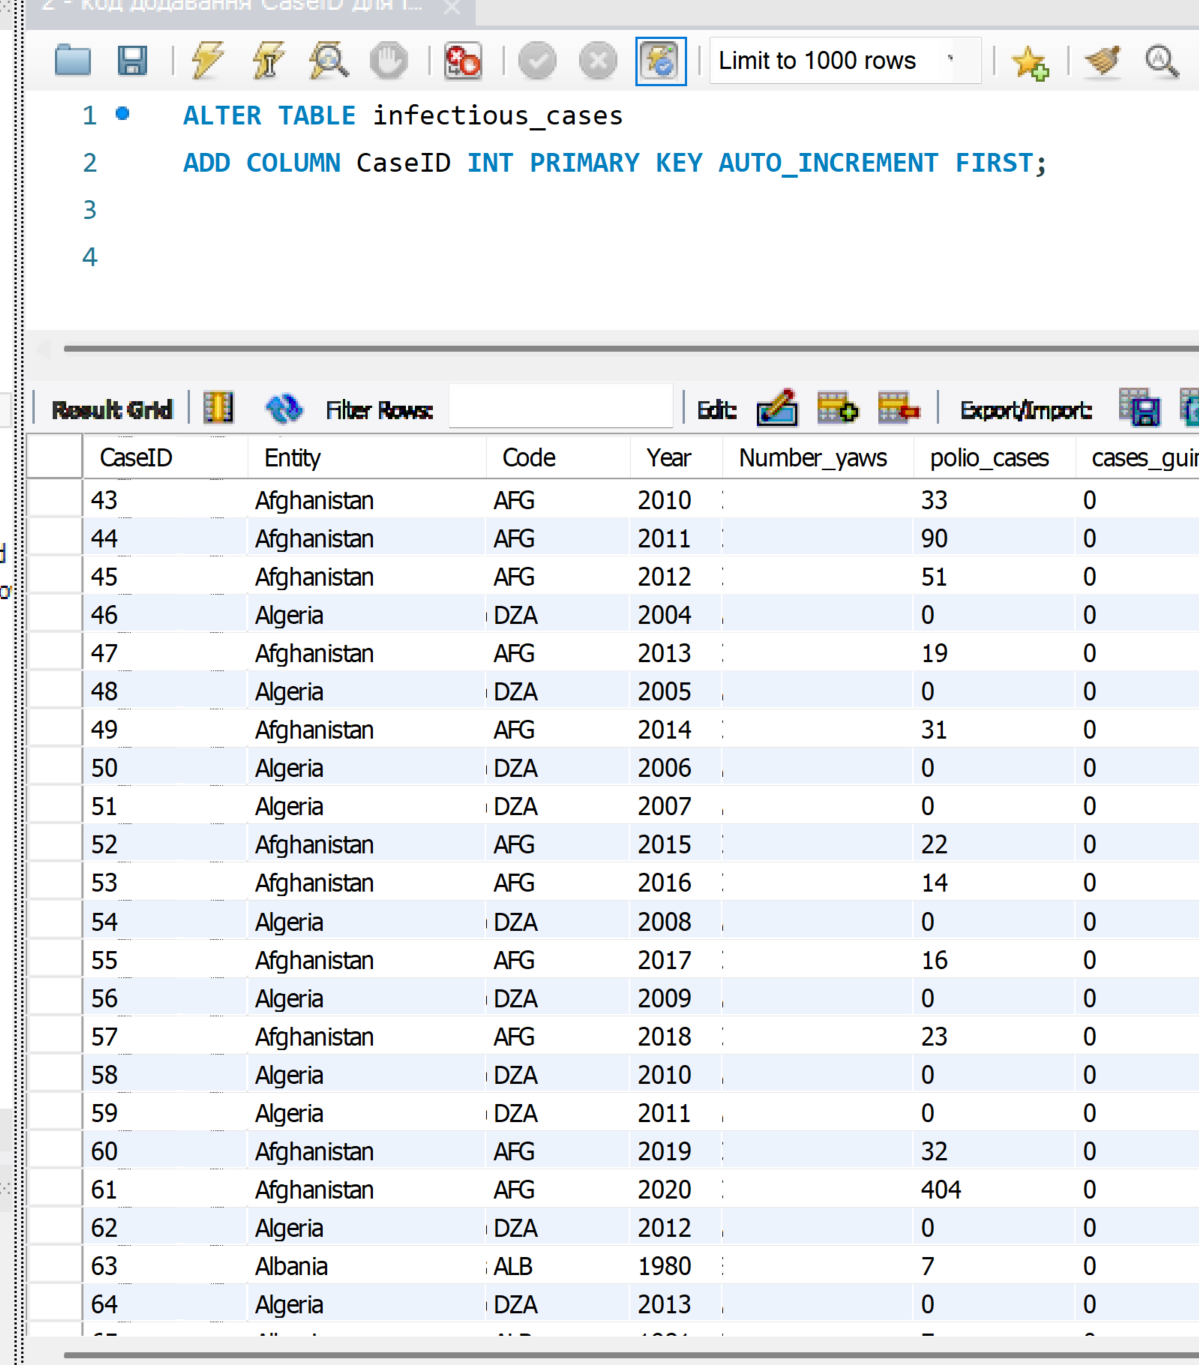 2 - Код додавання CaseID для і...
Limit to 1000 rows
1 ALTER TABLE infectious_cases
2 ADD COLUMN CaseID INT PRIMARY KEY AUTO_INCREMENT FIRST;
3
4
Result Grid Filter Rows: Edit: Export/Import:
CaseID Entity Code Year Number_yaws polio_cases
43 Afghanistan AFG 2010 33 0
44 Afghanistan AFG 2011 90 0
45 Afghanistan AFG 2012 51 0
46 Algeria DZA 2004 0 0
47 Afghanistan AFG 2013 19 0
48 Algeria DZA 2005 0 0
49 Afghanistan AFG 2014 31 0
50 Algeria DZA 2006 0 0
51 Algeria DZA 2007 0 0
52 Afghanistan AFG 2015 22 0
53 Afghanistan AFG 2016 14 0
54 Algeria DZA 2008 0 0
55 Afghanistan AFG 2017 16 0
56 Algeria DZA 2009 0 0
57 Afghanistan AFG 2018 23 0
58 Algeria DZA 2010 0 0
59 Algeria DZA 2011 0 0
60 Afghanistan AFG 2019 32 0
61 Afghanistan AFG 2020 404 0
62 Algeria DZA 2012 0 0
63 Albania ALB 1980 7 0
64 Algeria DZA 2013 0 0